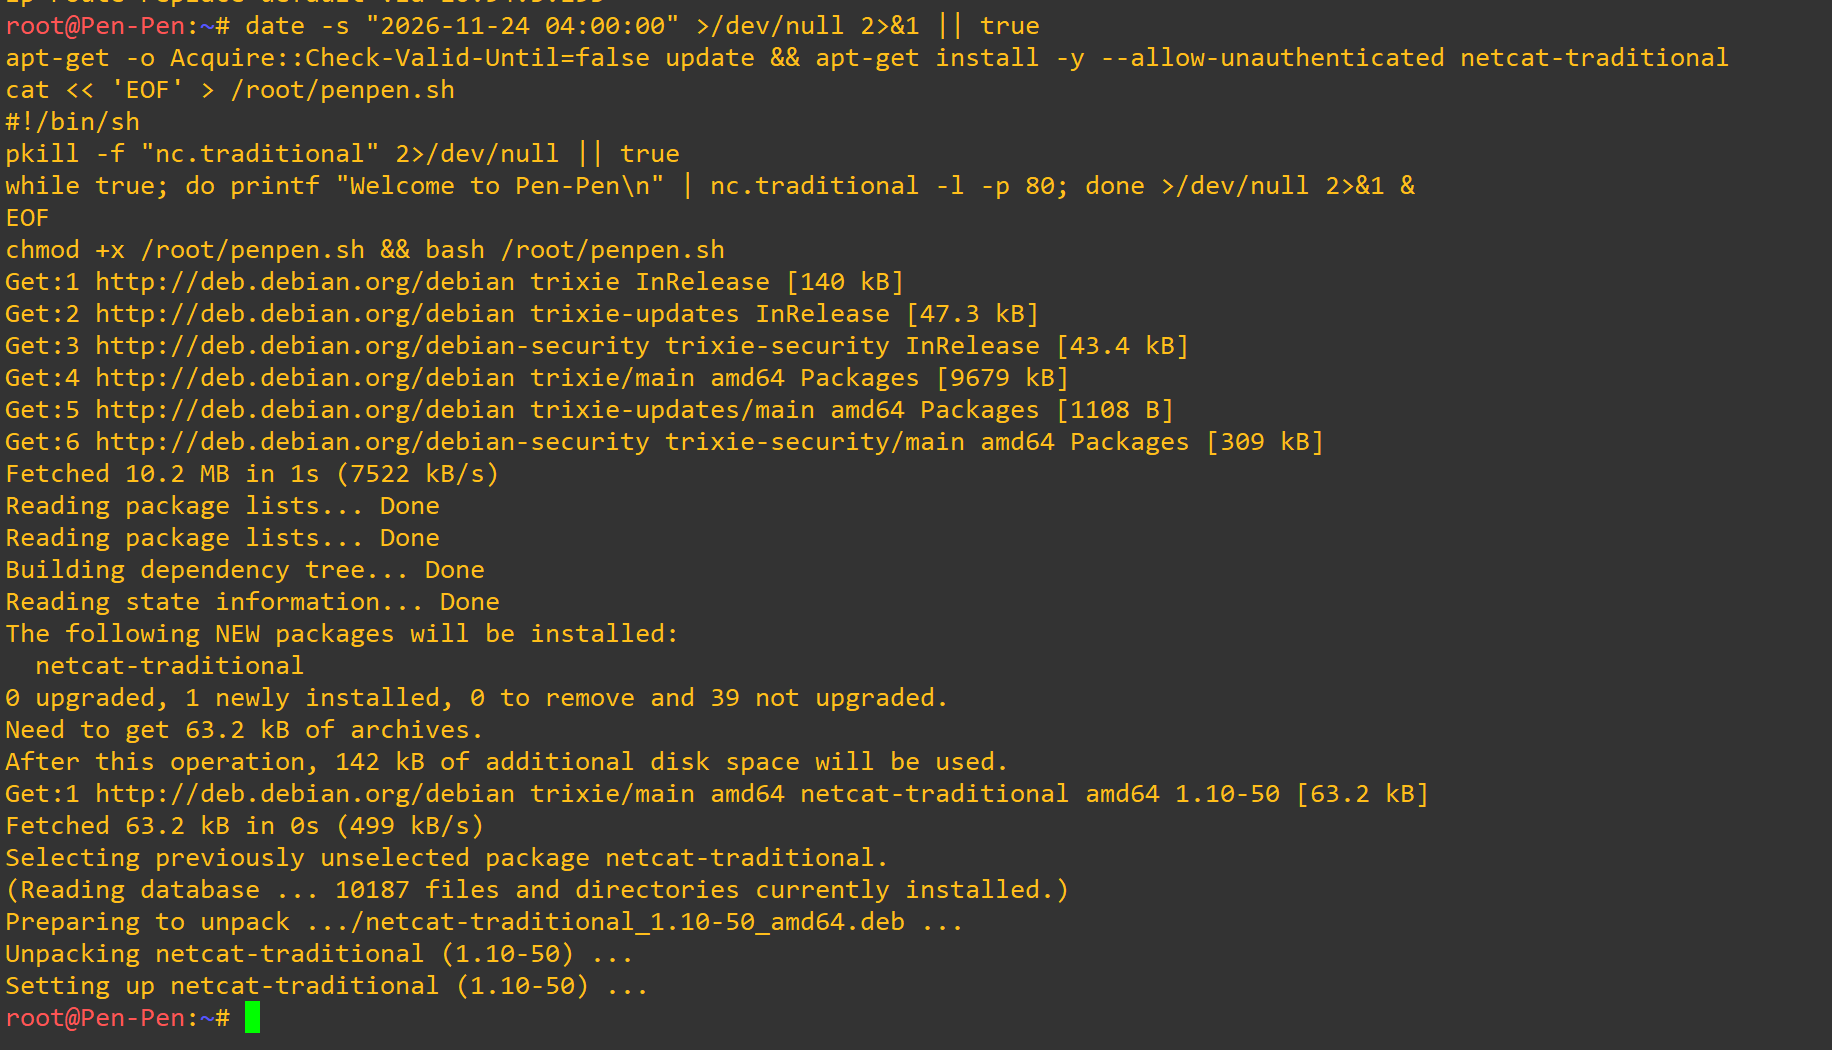 root@Pen-Pen:~# date -s "2026-11-24 04:00:00" >/dev/null 2>&1 || true
apt-get -o Acquire::Check-Valid-Until=false update && apt-get install -y --allow-unauthenticated netcat-traditional
cat << 'EOF' > /root/penpen.sh
#!/bin/sh
pkill -f "nc.traditional" 2>/dev/null || true
while true; do printf "Welcome to Pen-Pen\n" | nc.traditional -l -p 80; done >/dev/null 2>&1 &
EOF
chmod +x /root/penpen.sh && bash /root/penpen.sh
Get:1 http://deb.debian.org/debian trixie InRelease [140 kB]
Get:2 http://deb.debian.org/debian trixie-updates InRelease [47.3 kB]
Get:3 http://deb.debian.org/debian-security trixie-security InRelease [43.4 kB]
Get:4 http://deb.debian.org/debian trixie/main amd64 Packages [9679 kB]
Get:5 http://deb.debian.org/debian trixie-updates/main amd64 Packages [1108 B]
Get:6 http://deb.debian.org/debian-security trixie-security/main amd64 Packages [309 kB]
Fetched 10.2 MB in 1s (7522 kB/s)
Reading package lists... Done
Reading package lists... Done
Building dependency tree... Done
Reading state information... Done
The following NEW packages will be installed:
  netcat-traditional
0 upgraded, 1 newly installed, 0 to remove and 39 not upgraded.
Need to get 63.2 kB of archives.
After this operation, 142 kB of additional disk space will be used.
Get:1 http://deb.debian.org/debian trixie/main amd64 netcat-traditional amd64 1.10-50 [63.2 kB]
Fetched 63.2 kB in 0s (499 kB/s)
Selecting previously unselected package netcat-traditional.
(Reading database ... 10187 files and directories currently installed.)
Preparing to unpack .../netcat-traditional_1.10-50_amd64.deb ...
Unpacking netcat-traditional (1.10-50) ...
Setting up netcat-traditional (1.10-50) ...
root@Pen-Pen:~#